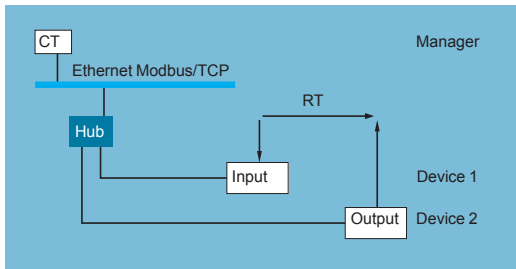 CT
Manager
Ethernet Modbus/TCP
RT
Hub
Input
Device 1
Output
Device 2